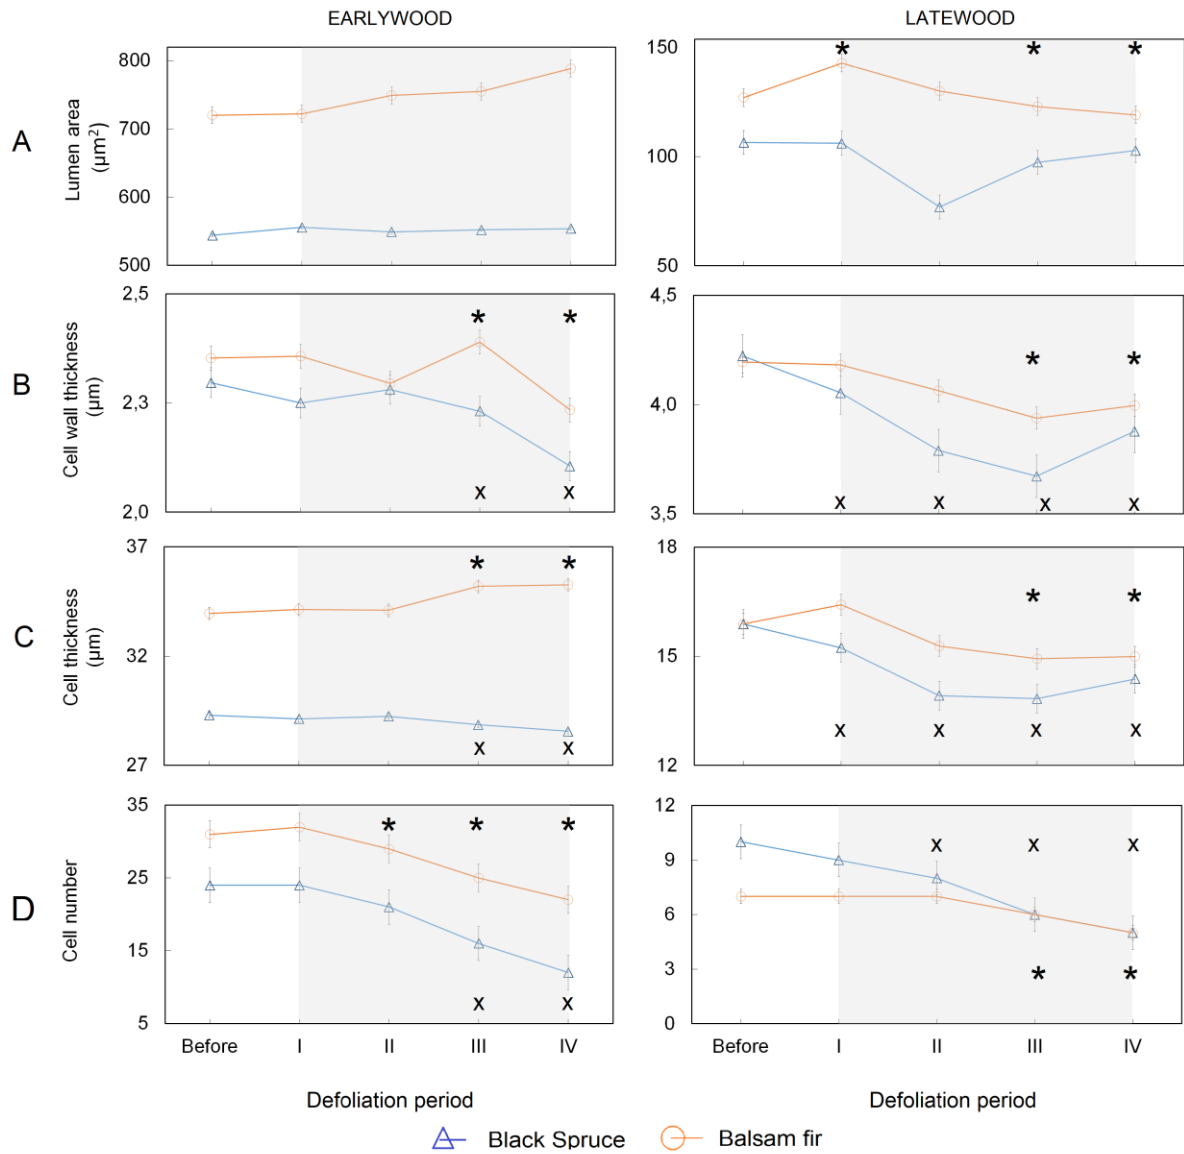 EARLYWOOD
LATEWOOD
A
Lumen area
(µm²)
800
700
600
500
150
100
50
* * *
B
Cell wall thickness
(µm)
2,5
2,3
2,0
4,5
4,0
3,5
* *
x x
* *
x x x x
C
Cell thickness
(µm)
37
32
27
18
15
12
* *
x x
* *
x x x x
D
Cell number
35
25
15
5
12
9
6
3
0
* * *
x x
x x x
* *
Before I II III IV
Before I II III IV
Defoliation period
Defoliation period
Black Spruce
Balsam fir